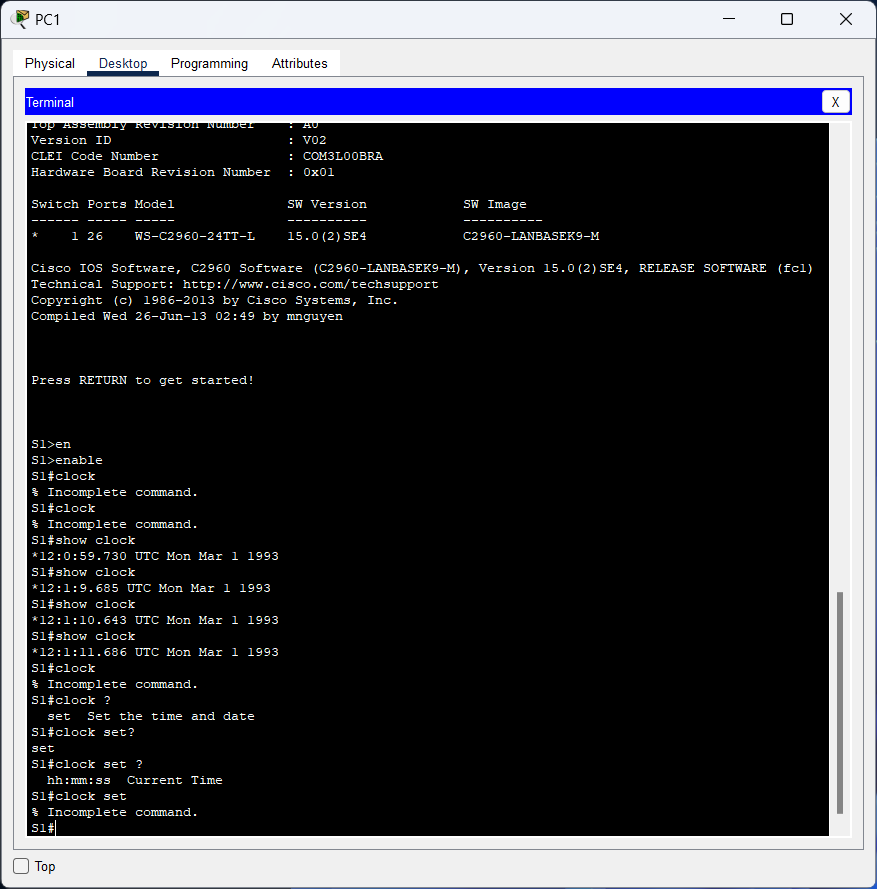 PC1
Physical Desktop Programming Attributes
Terminal X
Top Assembly Revision Number    : A0
Version ID                      : V02
CLEI Code Number                : COM3L00BRA
Hardware Board Revision Number  : 0x01
Switch Ports Model              SW Version            SW Image
------ ----- -----              ----------            ----------
*    1 26    WS-C2960-24TT-L    15.0(2)SE4            C2960-LANBASEK9-M
Cisco IOS Software, C2960 Software (C2960-LANBASEK9-M), Version 15.0(2)SE4, RELEASE SOFTWARE (fc1)
Technical Support: http://www.cisco.com/techsupport
Copyright (c) 1986-2013 by Cisco Systems, Inc.
Compiled Wed 26-Jun-13 02:49 by mnguyen
Press RETURN to get started!
S1>en
S1>enable
S1#clock
% Incomplete command.
S1#clock
% Incomplete command.
S1#show clock
*12:0:59.730 UTC Mon Mar 1 1993
S1#show clock
*12:1:9.685 UTC Mon Mar 1 1993
S1#show clock
*12:1:10.643 UTC Mon Mar 1 1993
S1#show clock
*12:1:11.686 UTC Mon Mar 1 1993
S1#clock
% Incomplete command.
S1#clock ?
  set  Set the time and date
S1#clock set?
set
S1#clock set ?
  hh:mm:ss  Current Time
S1#clock set
% Incomplete command.
S1#
Top